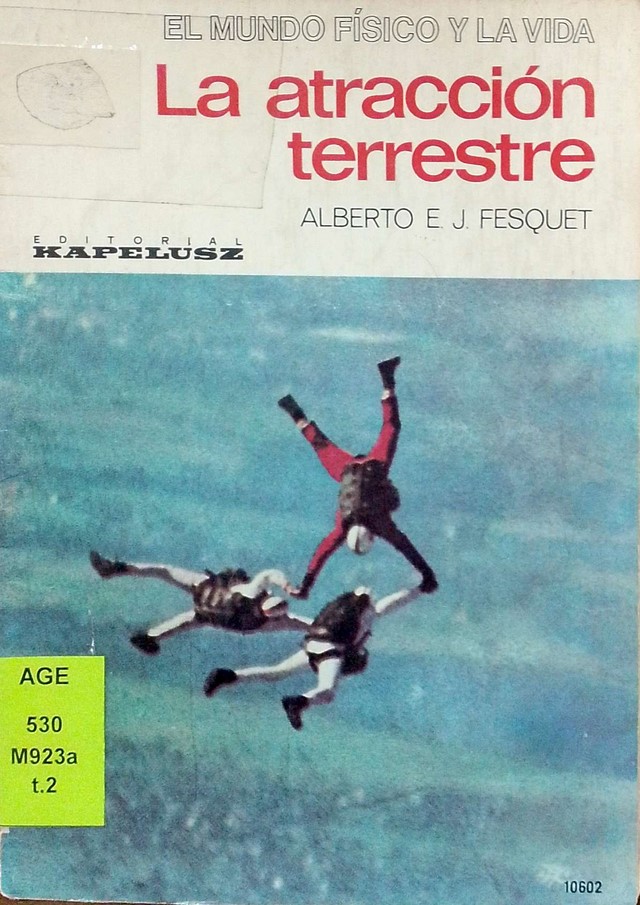 EL MUNDO FÍSICO Y LA VIDA
La atracción
terrestre
ALBERTO E. J. FESQUET
EDITORIAL
KAPELUSZ
AGE
530
M923a
t.2
10602